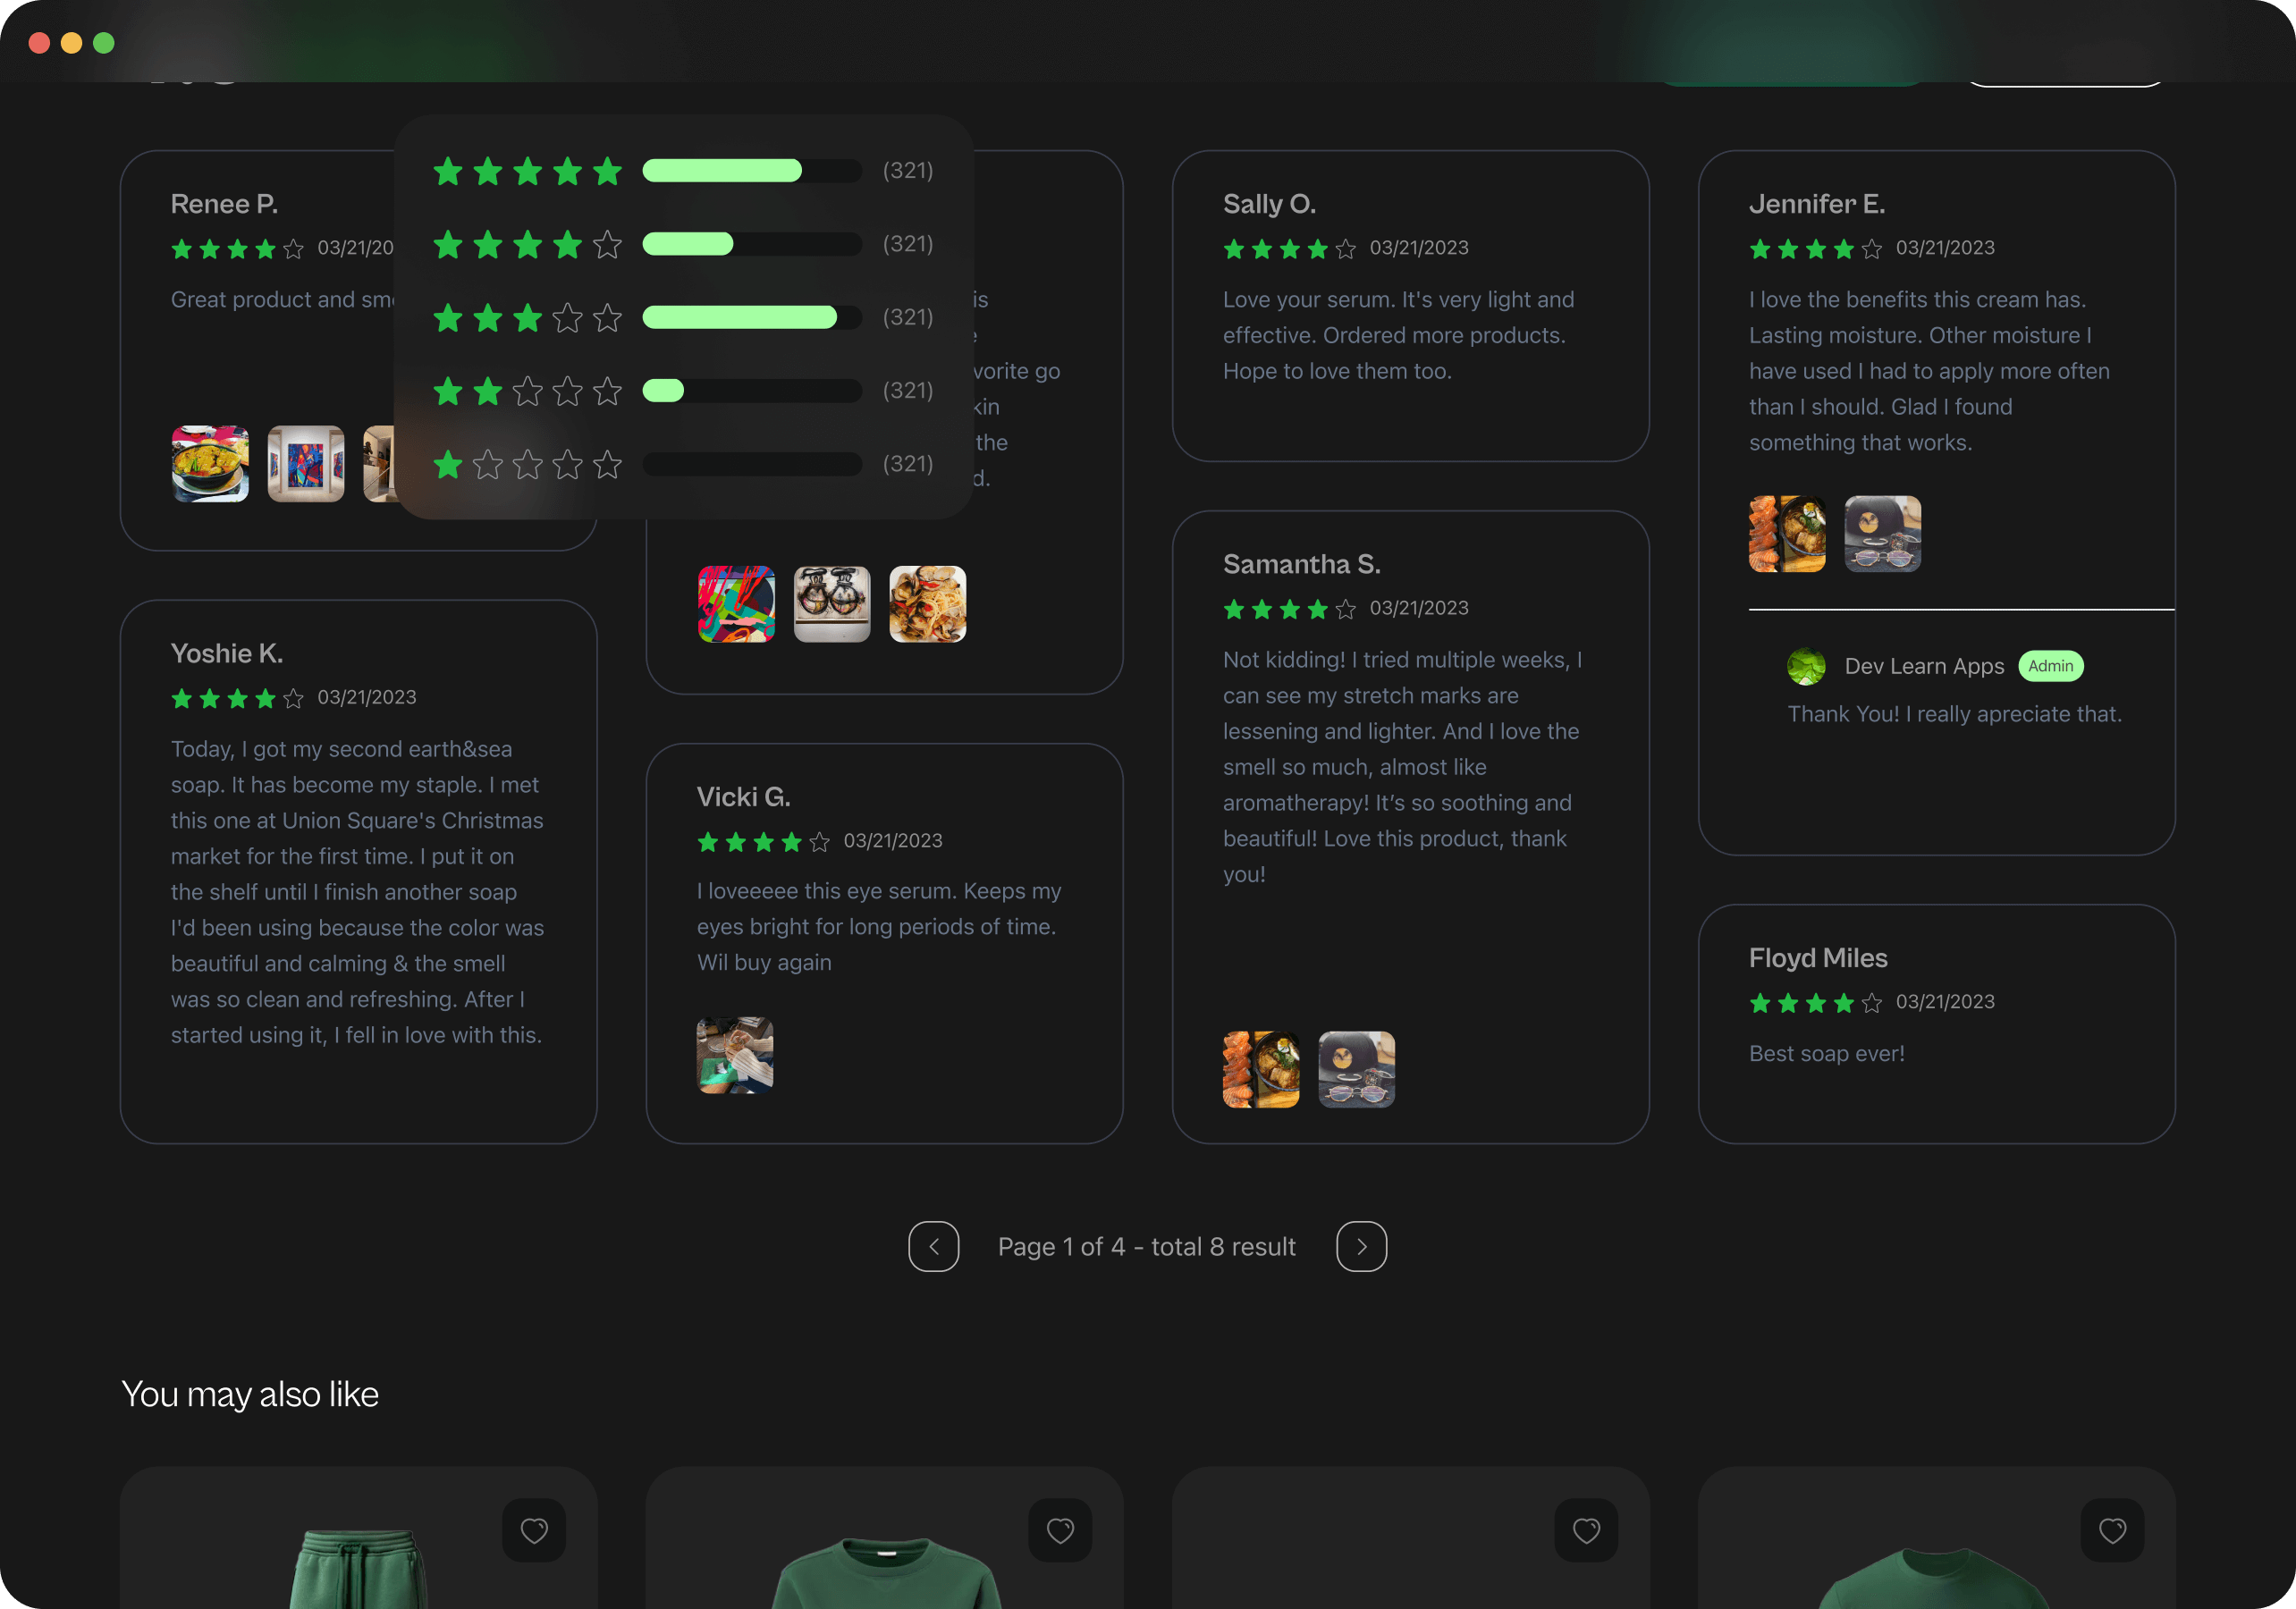 (321)
(321)
(321)
(321)
(321)
Renee P.
03/21/20
Great product and
is
vorite go
the
d.
Yoshie K.
03/21/2023
Today, I got my second earth&sea
soap. It has become my staple. I met
this one at Union Square's Christmas
market for the first time. I put it on
the shelf until I finish another soap
I'd been using because the color was
beautiful and calming & the smell
was so clean and refreshing. After I
started using it, I fell in love with this.
Vicki G.
03/21/2023
I loveeeee this eye serum. Keeps my
eyes bright for long periods of time.
Wil buy again
Sally O.
03/21/2023
Love your serum. It's very light and
effective. Ordered more products.
Hope to love them too.
Samantha S.
03/21/2023
Not kidding! I tried multiple weeks, I
can see my stretch marks are
lessening and lighter. And I love the
smell so much, almost like
aromatherapy! It’s so soothing and
beautiful! Love this product, thank
you!
Jennifer E.
03/21/2023
I love the benefits this cream has.
Lasting moisture. Other moisture I
have used I had to apply more often
than I should. Glad I found
something that works.
Dev Learn Apps
Admin
Thank You! I really apreciate that.
Floyd Miles
03/21/2023
Best soap ever!
Page 1 of 4 - total 8 result
You may also like